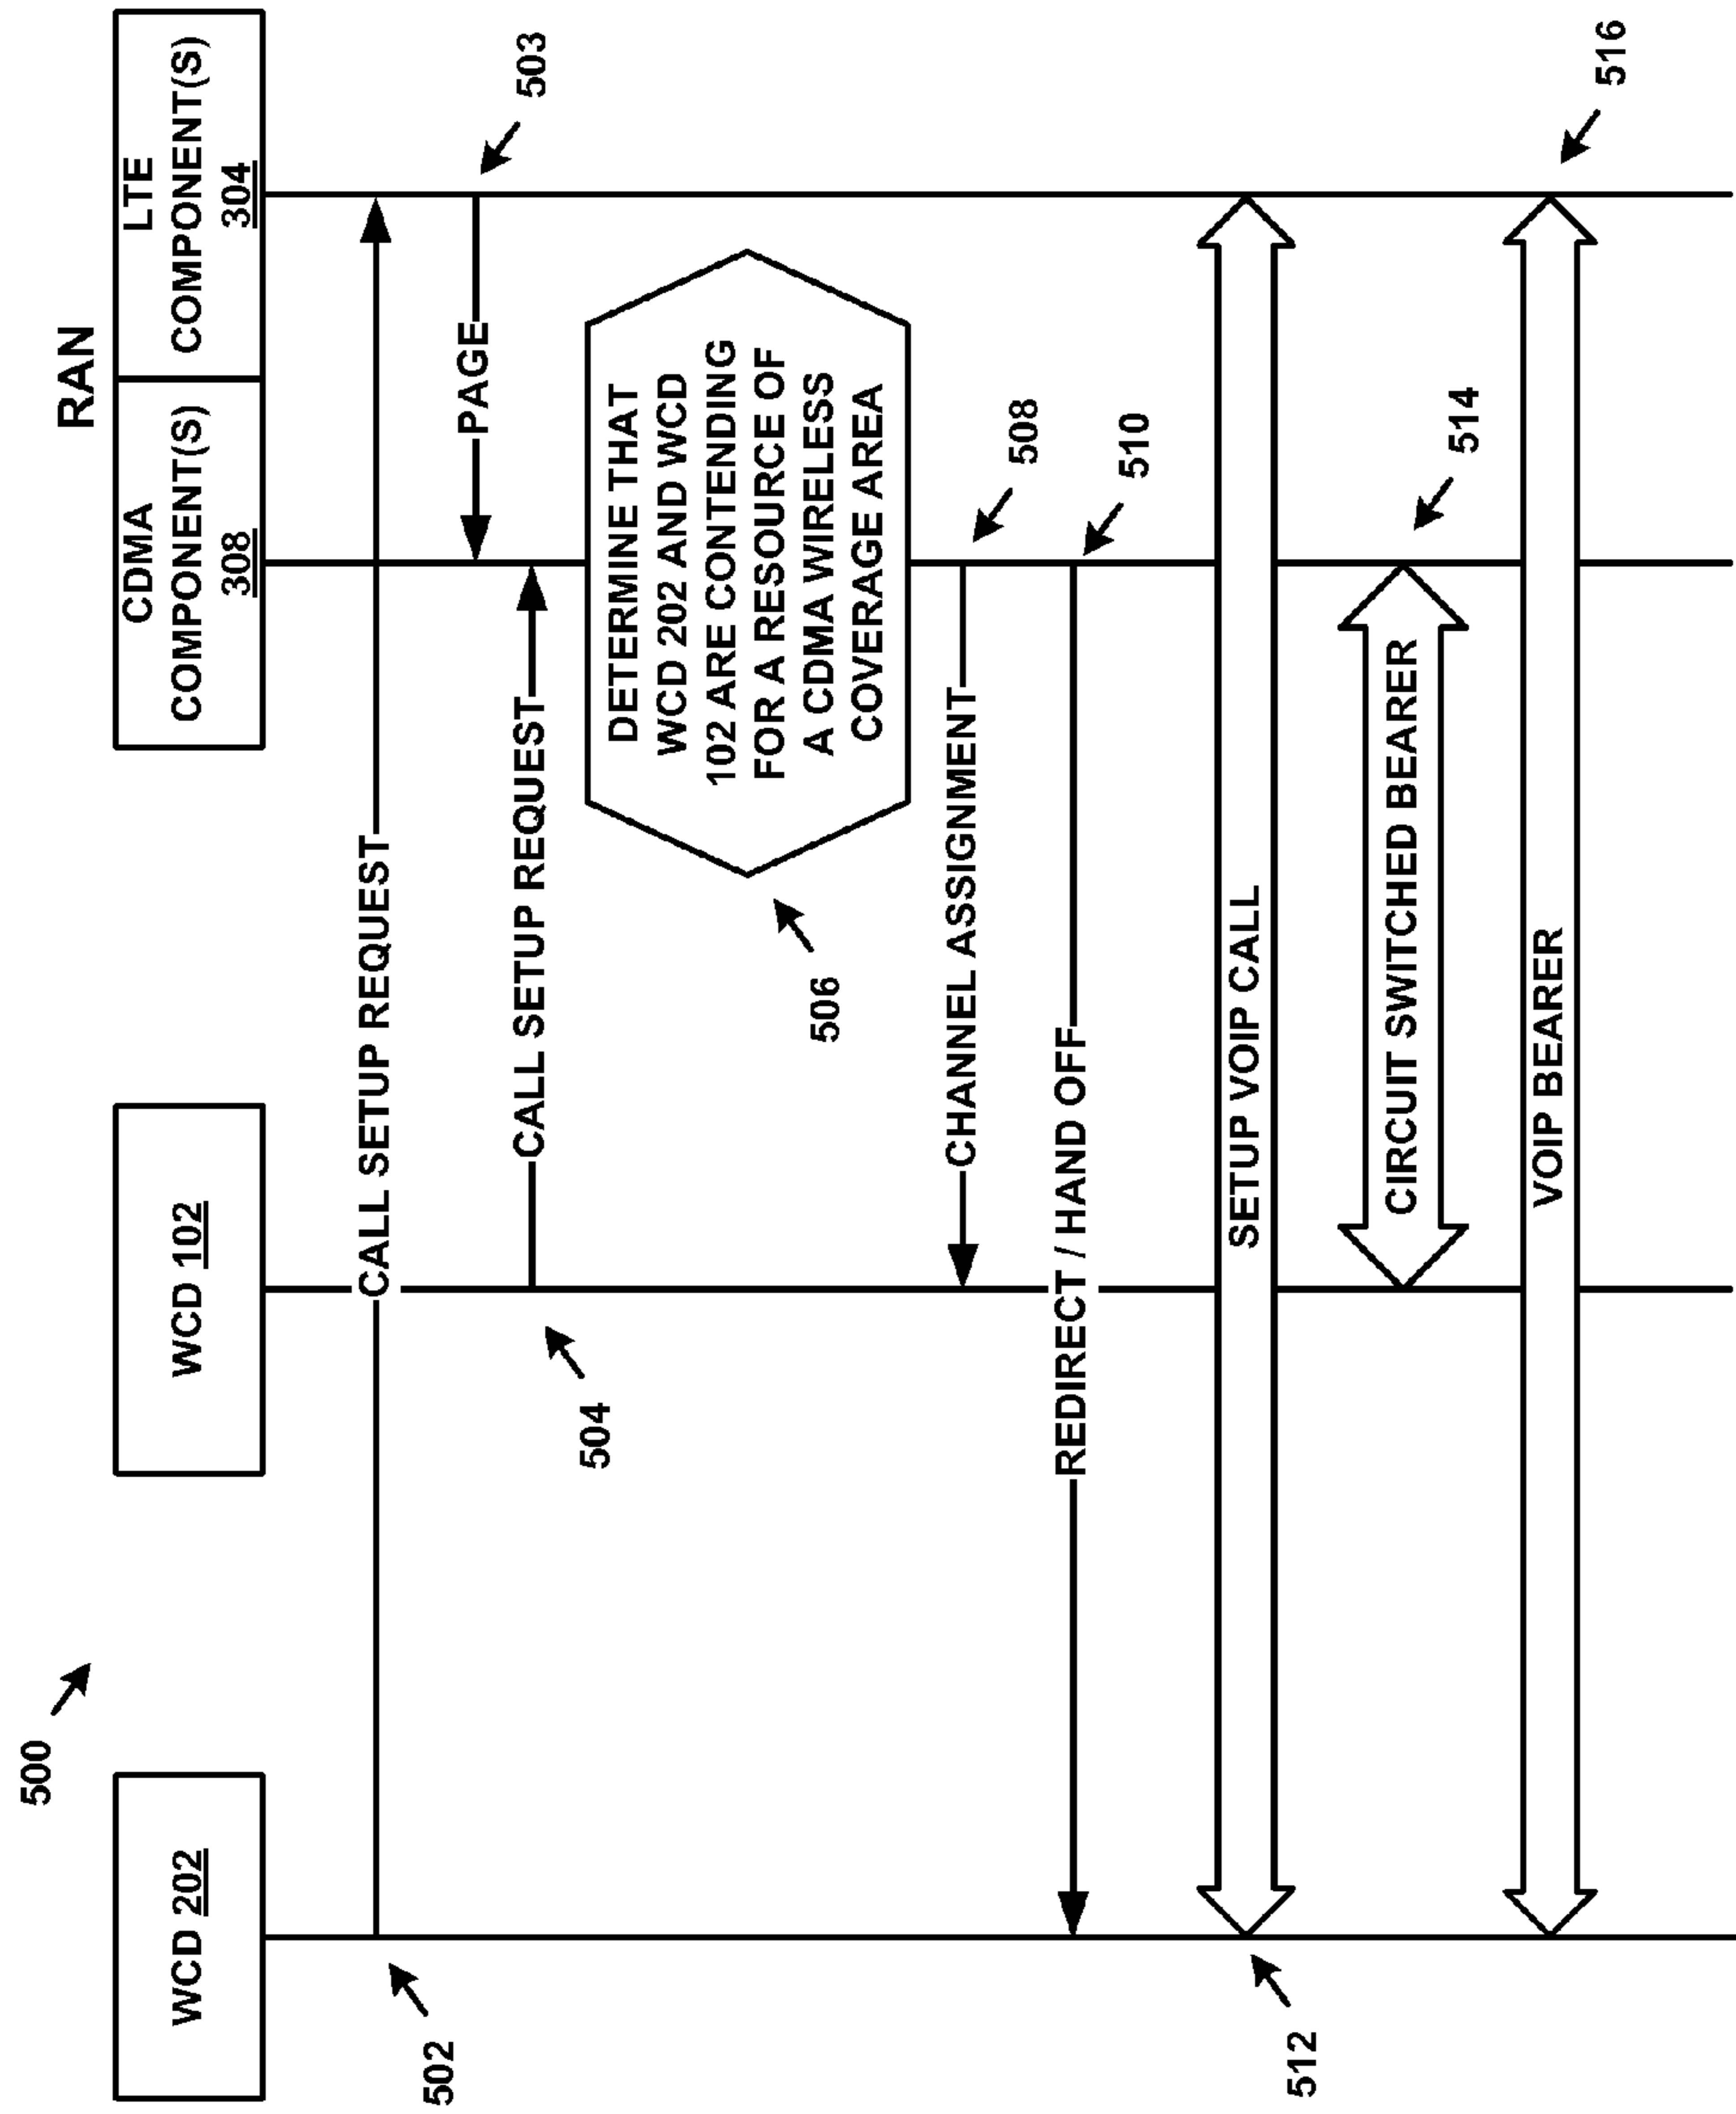 500
RAN
WCD 202
WCD 102
CDMA
COMPONENT(S)
308
LTE
COMPONENT(S)
304
502
CALL SETUP REQUEST
503
PAGE
504
CALL SETUP REQUEST
506
DETERMINE THAT
WCD 202 AND WCD
102 ARE CONTENDING
FOR A RESOURCE OF
A CDMA WIRELESS
COVERAGE AREA
CHANNEL ASSIGNMENT
508
REDIRECT / HAND OFF
510
512
SETUP VOIP CALL
CIRCUIT SWITCHED BEARER
514
VOIP BEARER
516